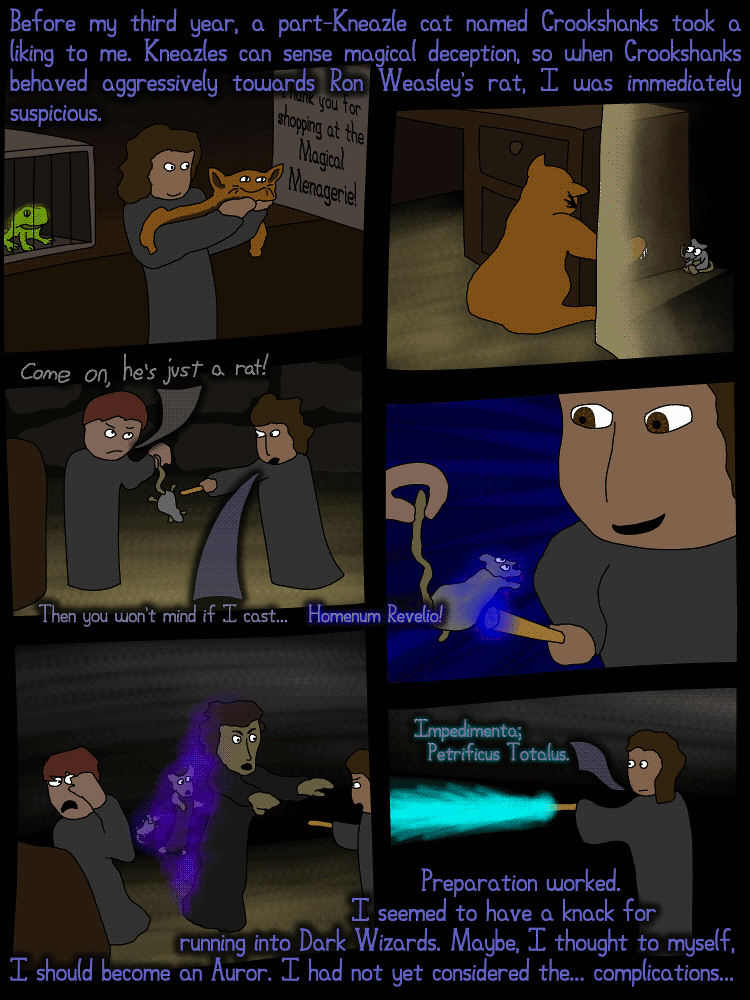 Before my third year, a part-Kneazle cat named Crookshanks took a
liking to me. Kneazles can sense magical deception, so when Crookshanks
behaved aggressively towards Ron Weasley's rat, I was immediately
suspicious.
Thank you for
shopping at the
Magical
Menagerie!
Come on, he's just a rat!
Then you won't mind if I cast... Homenum Revelio!
Impedimenta;
Petrificus Totalus.
Preparation worked.
I seemed to have a knack for
running into Dark Wizards. Maybe, I thought to myself,
I should become an Auror. I had not yet considered the... complications...